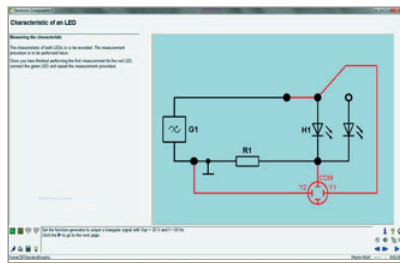 Electronic Components
Characteristic of an LED
Measuring the characteristic
The characteristic of both LEDs is to be recorded. The measurement
procedure is to be performed twice.
Once you have finished performing the first measurement for the red LED,
connect the green LED and repeat the measurement procedure.
G1
H1
R1
COM
Y2
Y1
Set the function generator to output a triangular signal with Vpp = 20 V and f = 50 Hz.
Click the to go to the next page.